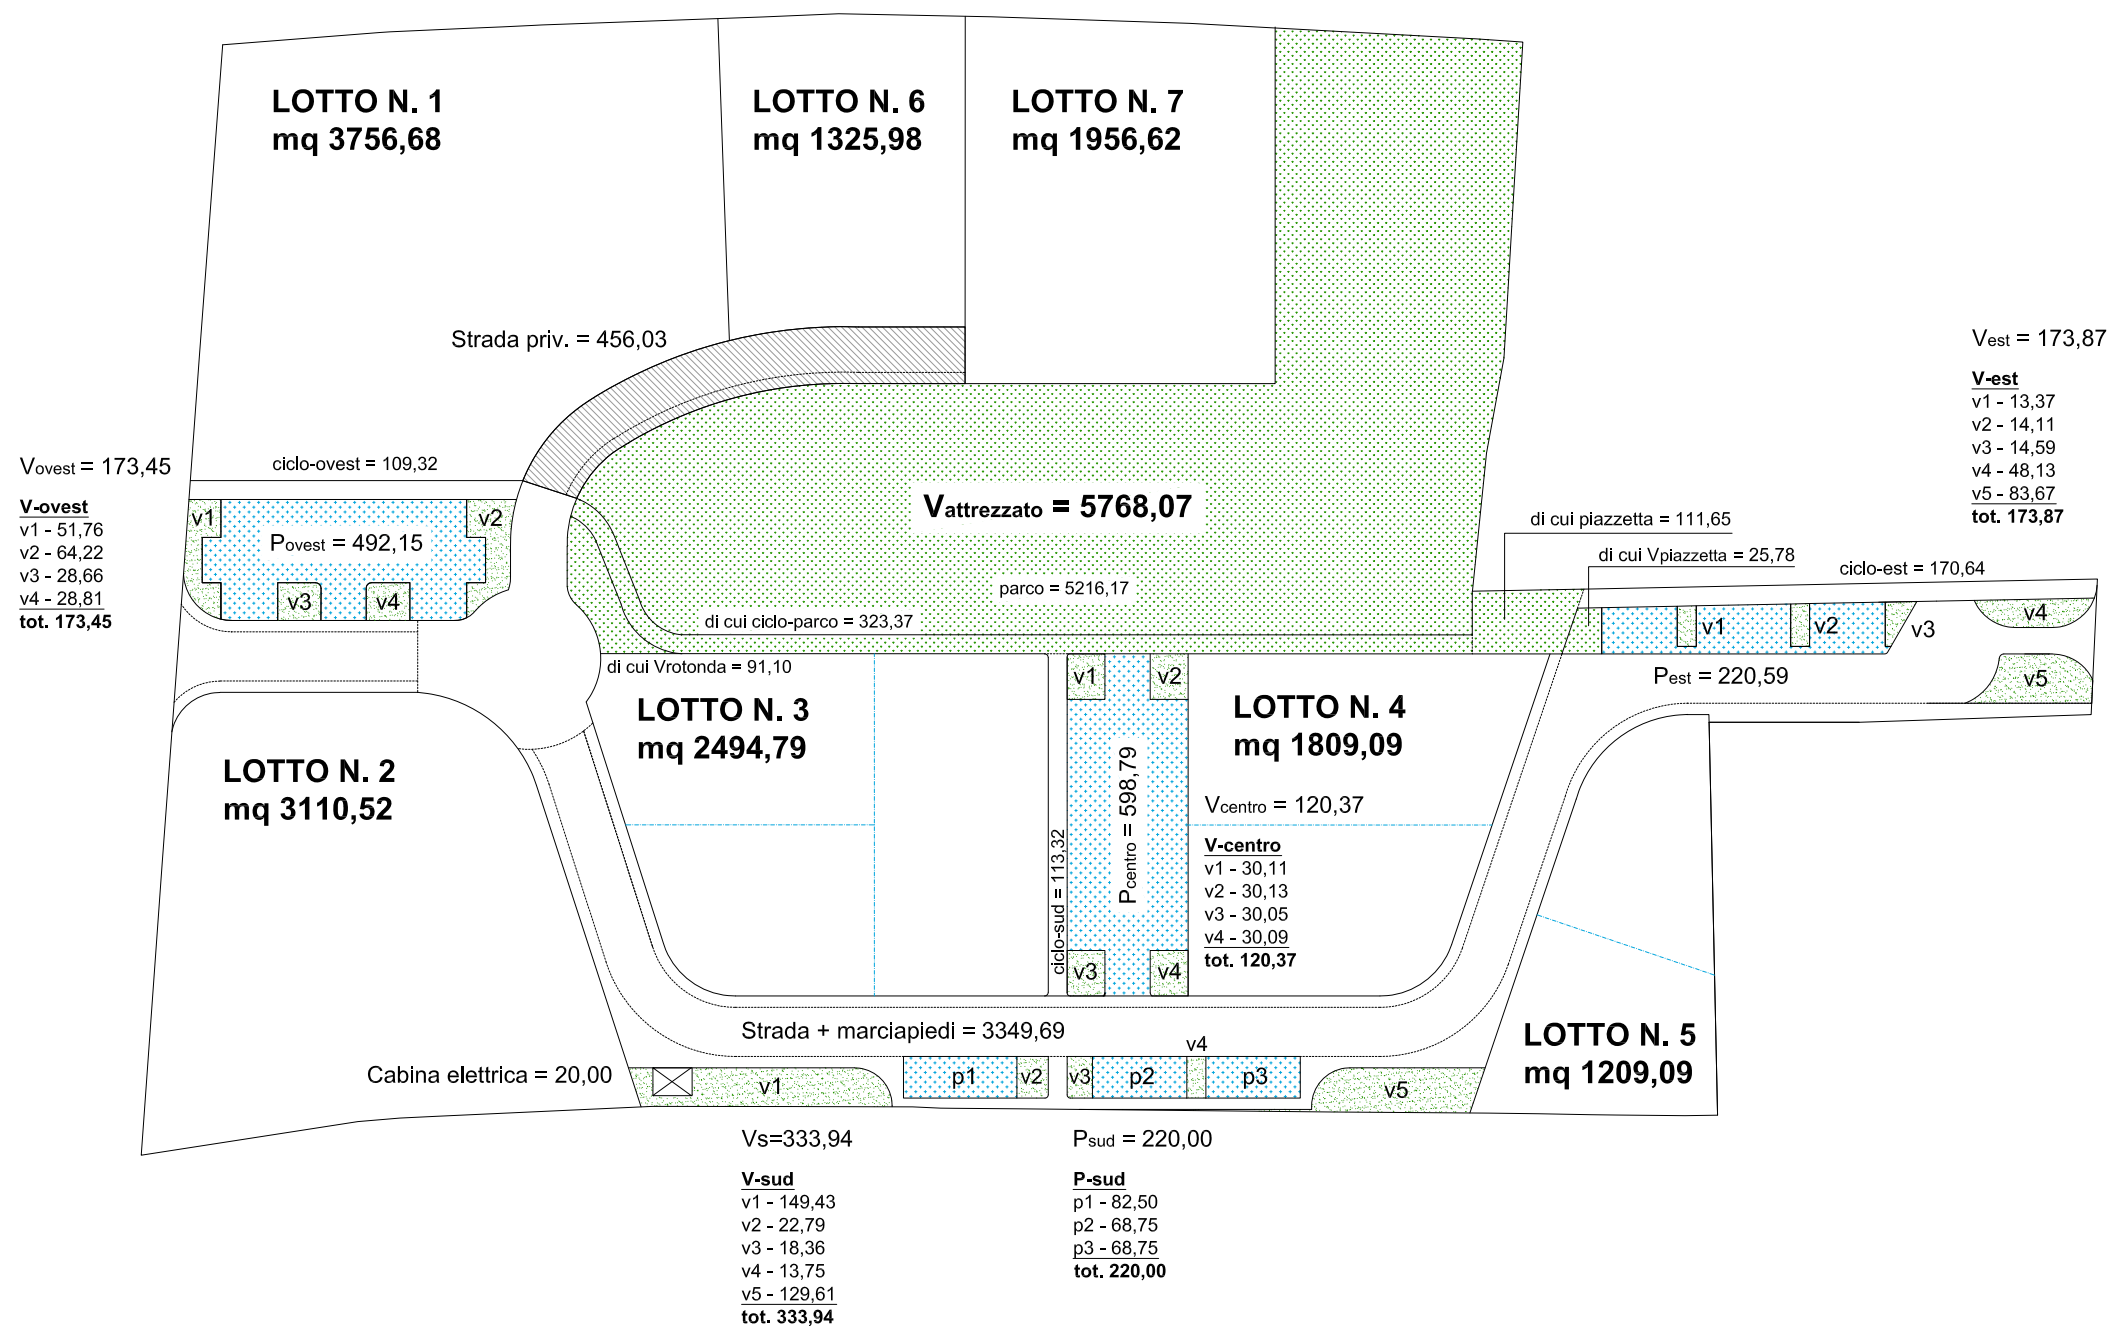 LOTTO N. 1
mq 3756,68
LOTTO N. 6
mq 1325,98
LOTTO N. 7
mq 1956,62
Strada priv. = 456,03
Vest = 173,87
V-est
v1 - 13,37
v2 - 14,11
v3 - 14,59
v4 - 48,13
v5 - 83,67
tot. 173,87
Vovest = 173,45
V-ovest
v1 - 51,76
v2 - 64,22
v3 - 28,66
v4 - 28,81
tot. 173,45
ciclo-ovest = 109,32
v1
v2
Povest = 492,15
v3
v4
Vattrezzato = 5768,07
di cui piazzetta = 111,65
di cui Vpiazzetta = 25,78
ciclo-est = 170,64
parco = 5216,17
di cui ciclo-parco = 323,37
di cui Vrotonda = 91,10
v1
v2
v3
v4
v5
Pest = 220,59
LOTTO N. 2
mq 3110,52
LOTTO N. 3
mq 2494,79
v1
v2
Pcentro = 598,79
ciclo-sud = 113,32
v3
v4
LOTTO N. 4
mq 1809,09
Vcentro = 120,37
V-centro
v1 - 30,11
v2 - 30,13
v3 - 30,05
v4 - 30,09
tot. 120,37
LOTTO N. 5
mq 1209,09
Strada + marciapiedi = 3349,69
Cabina elettrica = 20,00
v1
p1
v2
v3
p2
v4
p3
v5
Vs=333,94
V-sud
v1 - 149,43
v2 - 22,79
v3 - 18,36
v4 - 13,75
v5 - 129,61
tot. 333,94
Psud = 220,00
P-sud
p1 - 82,50
p2 - 68,75
p3 - 68,75
tot. 220,00